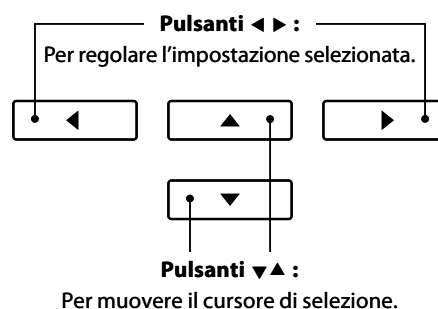 Pulsanti ◀ ▶ :
Per regolare l’impostazione selezionata.
◀ ▲ ▶
▼
Pulsanti ▼▲ :
Per muovere il cursore di selezione.